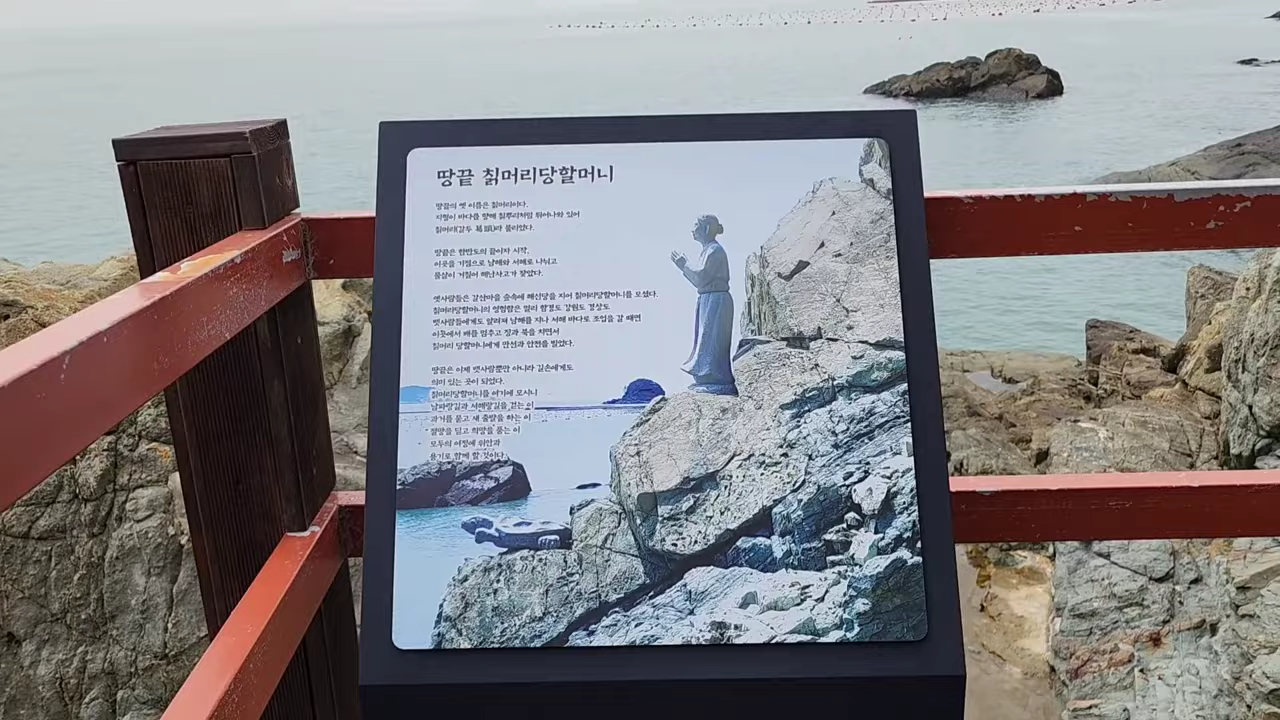 땅끝 칡머리당할머니
땅끝의 옛 이름은 칡머리이다.
지형이 바다를 향해 칡뿌리처럼 뛰어나와 있어
칡머리(갈두 葛頭)라 불리었다.
땅끝은 한반도의 끝이자 시작,
이곳을 기점으로 남해와 서해로 나뉘고
물살이 거칠어 해난사고가 잦았다.
옛사람들은 갈산마을 숲속에 해신당을 지어 칡머리당할머니를 모셨다.
칡머리당할머니의 영험함은 멀리 함경도 강원도 경상도
뱃사람들에게도 알려져 남해를 지나 서해 바다로 조업을 갈 때면
이곳에서 배를 멈추고 징과 북을 치면서
칡머리 당할머니에게 만선과 안전을 빌었다.
땅끝은 이제 뱃사람뿐만 아니라 길손에게도
의미 있는 곳이 되었다.
칡머리당할머니를 여기에 모시니
남파랑길과 서해랑길을 걷는 이
과거를 묻고 새 출발을 하는 이
절망을 딛고 희망을 품는 이
모두의 여정에 위안과
용기로 함께 할 것이다.